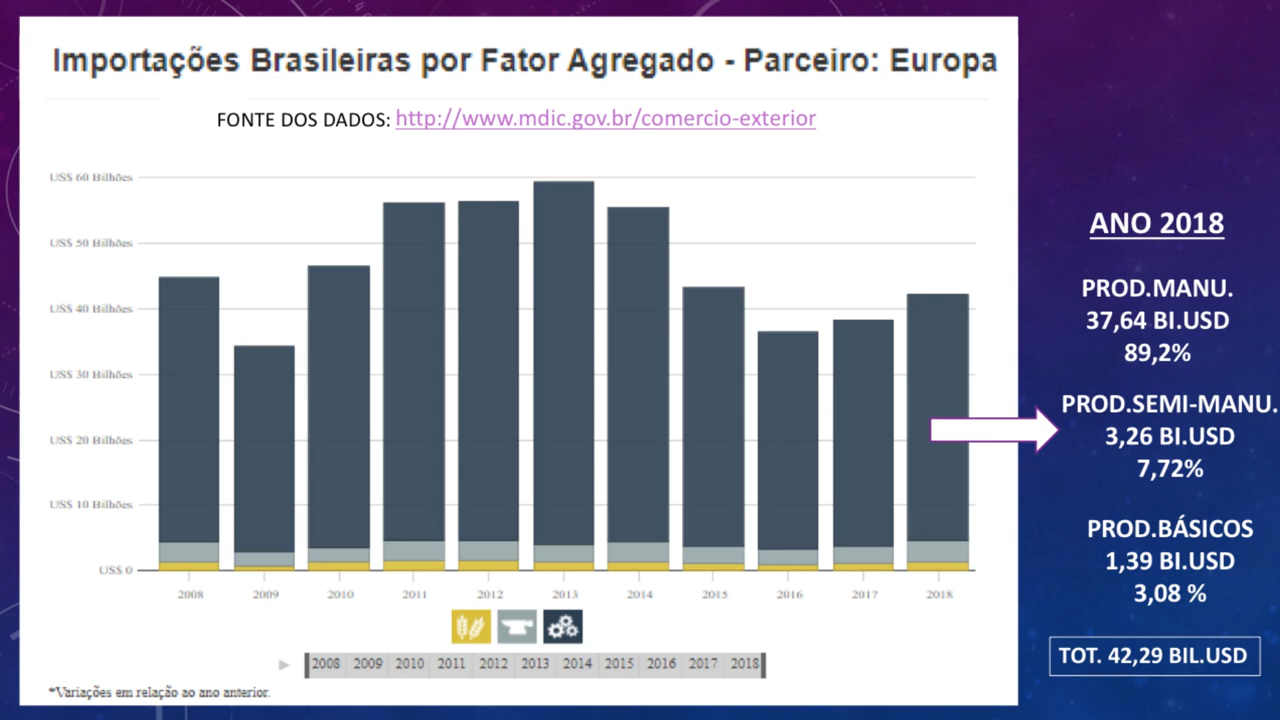 Importações Brasileiras por Fator Agregado - Parceiro: Europa
FONTE DOS DADOS: http://www.mdic.gov.br/comercio-exterior
US$ 60 Bilhões
US$ 50 Bilhões
US$ 40 Bilhões
US$ 30 Bilhões
US$ 20 Bilhões
US$ 10 Bilhões
US$ 0
2008 2009 2010 2011 2012 2013 2014 2015 2016 2017 2018
2008 2009 2010 2011 2012 2013 2014 2015 2016 2017 2018
*Variações em relação ao ano anterior.
ANO 2018
PROD.MANU.
37,64 BI.USD
89,2%
PROD.SEMI-MANU.
3,26 BI.USD
7,72%
PROD.BÁSICOS
1,39 BI.USD
3,08 %
TOT. 42,29 BIL.USD